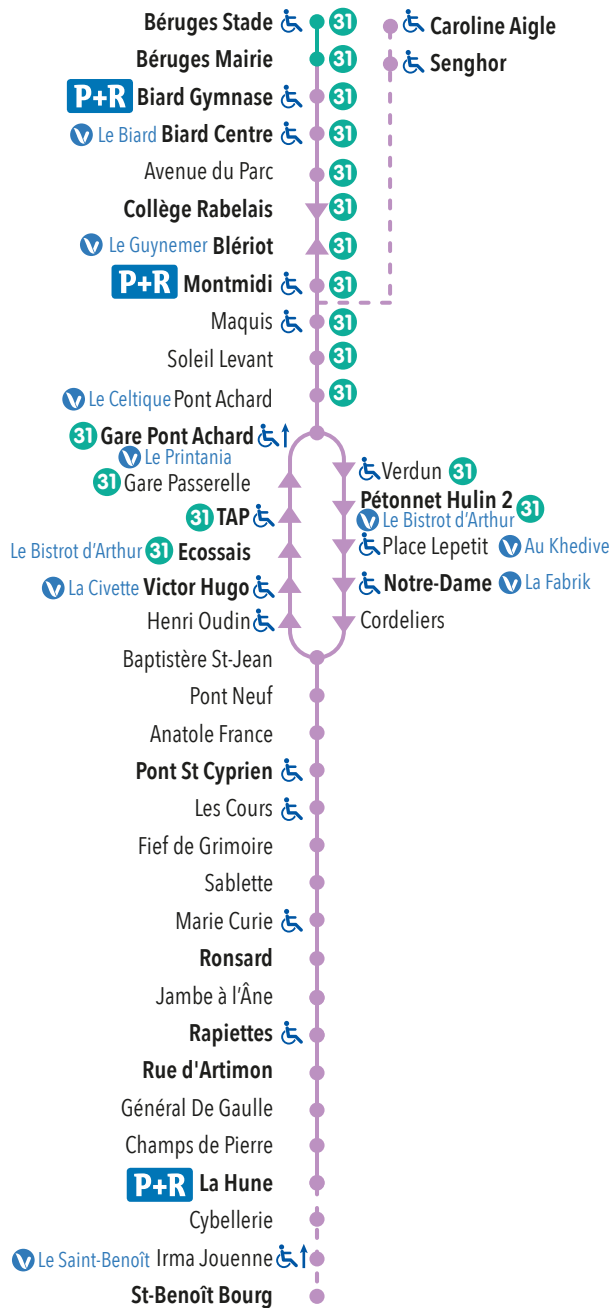 Béruges Stade 31 Caroline Aigle
Béruges Mairie 31 Senghor
P+R Biard Gymnase 31
V Le Biard Biard Centre 31
Avenue du Parc 31
Collège Rabelais 31
V Le Guynemer Blériot 31
P+R Montmidi 31
Maquis 31
Soleil Levant 31
V Le Celtique Pont Achard 31
31 Gare Pont Achard
V Le Printania
31 Gare Passerelle
Verdun 31
31 TAP
Pétonnet Hulin 2 31
V Le Bistrot d'Arthur
Le Bistrot d'Arthur 31 Ecossais
Place Lepetit V Au Khedive
V La Civette Victor Hugo
Notre-Dame V La Fabrik
Henri Oudin
Cordeliers
Baptistère St-Jean
Pont Neuf
Anatole France
Pont St Cyprien
Les Cours
Fief de Grimoire
Sablette
Marie Curie
Ronsard
Jambe à l'Âne
Rapiettes
Rue d'Artimon
Général De Gaulle
Champs de Pierre
P+R La Hune
Cybellerie
V Le Saint-Benoît Irma Jouenne
St-Benoît Bourg